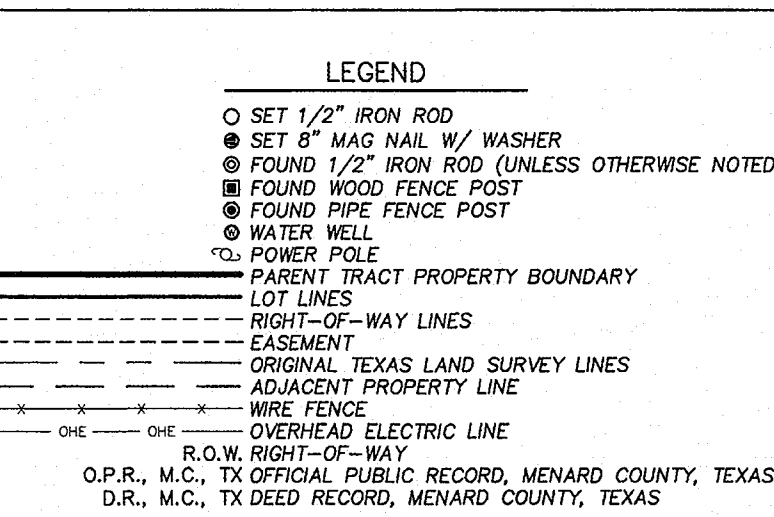 LEGEND
SET 1/2" IRON ROD
SET 8" MAG NAIL W/ WASHER
FOUND 1/2" IRON ROD (UNLESS OTHERWISE NOTED
FOUND WOOD FENCE POST
FOUND PIPE FENCE POST
W WATER WELL
POWER POLE
PARENT TRACT PROPERTY BOUNDARY
LOT LINES
RIGHT-OF-WAY LINES
EASEMENT
ORIGINAL TEXAS LAND SURVEY LINES
ADJACENT PROPERTY LINE
X X X X WIRE FENCE
OHE OHE OVERHEAD ELECTRIC LINE
R.O.W. RIGHT-OF-WAY
O.P.R., M.C., TX OFFICIAL PUBLIC RECORD, MENARD COUNTY, TEXAS
D.R., M.C., TX DEED RECORD, MENARD COUNTY, TEXAS